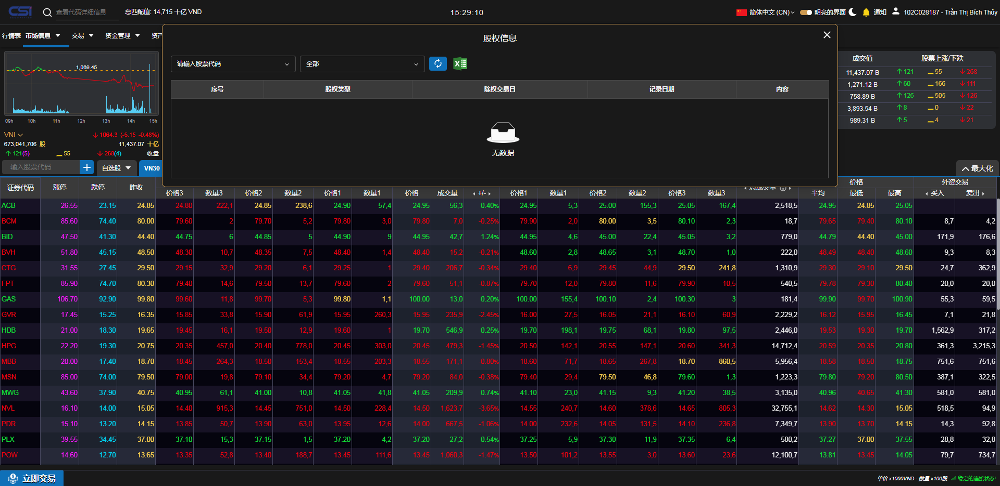 CSI 查看代码详细信息 总匹配值: 14,715 十亿 VND 15:29:10 简体中文 (CN) 明亮的界面 通知 102C028187 - Trần Thị Bích Thủy
行情表 市场信息 交易 资金管理 资产
股权信息
请输入股票代码 全部
序号 股权类型 除权交易日 记录日期 内容
无数据
1,069.45
09h 10h 11h 12h 13h 14h 15h
VNI 1064.3 (-5.15 -0.48%)
673,041,706 股 11,437.07 十亿
121(5) 55 268(4) 收盘
成交值 股票上涨/下跌
11,437.07 B 121 55 268
1,271.12 B 60 166 111
758.89 B 126 505 126
3,893.54 B 8 0 22
989.31 B 5 4 21
输入股票代码 + 自选股 VN30 最大化
证券代码 涨停 跌停 昨收 总成交量 价格 外资交易
价格3 数量3 价格2 数量2 价格1 数量1 价格 成交量 +/- 价格1 数量1 价格2 数量2 价格3 数量3 平均 最低 最高 买入 卖出
ACB 26.55 23.15 24.85 24.80 222,1 24.85 238,6 24.90 57,4 24.95 56,3 0.40% 24.95 5,3 25.00 155,3 25.05 167,4 2,518,5 24.95 24.85 25.05
BCM 85.60 74.40 80.00 79.60 2 79.70 5,2 79.80 3,0 79.80 7,0 -0.25% 79.90 2,0 80.00 3,5 80.10 2,3 18,7 79.65 79.40 80.10 8,7 4,2
BID 47.50 41.30 44.40 44.75 6 44.85 5 44.90 9 44.95 42,7 1.24% 44.95 4,6 45.00 22,4 45.05 3,2 779,0 44.79 44.40 45.00 171,9 176,6
BVH 51.80 45.15 48.50 48.30 10,7 48.35 7,5 48.40 1,4 48.40 15,2 -0.21% 48.60 2,8 48.65 3,1 48.70 1,0 222,0 48.49 48.40 48.60 9,3 8,3
CTG 31.55 27.45 29.50 29.15 32,9 29.20 6,1 29.25 1 29.40 206,7 -0.34% 29.40 6,9 29.45 44,9 29.50 241,8 1,310,9 29.30 29.10 29.50 24,7 362,9
FPT 85.90 74.70 80.30 79.40 14,6 79.50 13,7 79.60 2 79.60 51,1 -0.87% 79.70 12,0 79.80 11,6 79.90 10,5 540,5 79.78 79.30 80.40 20,0 20,0
GAS 106.70 92.90 99.80 99.60 11,8 99.70 5,3 99.80 1,1 100.00 13,0 0.20% 100.00 155,4 100.10 2,4 100.30 3 181,4 99.90 99.70 100.90 55,3 59,5
GVR 17.45 15.25 16.35 15.85 33,8 15.90 61,9 15.95 260,3 15.95 235,9 -2.45% 16.00 27,5 16.05 21,1 16.10 60,9 2,229,2 16.12 15.95 16.45 7,1 21,8
HDB 21.00 18.30 19.65 19.45 16,1 19.50 12,9 19.60 1 19.70 546,9 0.25% 19.70 198,1 19.75 68,1 19.80 97,5 2,446,0 19.53 19.30 19.70 1,562,9 317,2
HPG 22.20 19.30 20.75 20.35 457,0 20.40 778,0 20.45 303,0 20.45 479,3 -1.45% 20.50 142,1 20.55 147,1 20.60 341,3 14,712,4 20.59 20.35 20.80 361,3 3,215,3
MBB 20.00 17.40 18.70 18.45 264,3 18.50 153,4 18.55 203,3 18.55 171,1 -0.80% 18.60 71,7 18.65 267,8 18.70 860,5 5,956,4 18.58 18.50 18.75 751,6 751,6
MSN 85.00 74.00 79.50 79.00 19,8 79.10 34,4 79.20 4,7 79.20 84,0 -0.38% 79.40 29,4 79.50 46,8 79.60 1,3 1,223,3 79.80 79.20 80.50 387,1 322,5
MWG 43.60 37.90 40.75 40.95 61,1 41.00 10,8 41.05 41,8 41.05 209,9 0.74% 41.10 23,0 41.15 9,3 41.20 38,5 3,135,0 40.96 40.65 41.30 581,0 581,0
NVL 16.10 14.00 15.05 14.40 915,3 14.45 751,0 14.50 228,4 14.50 1,623,7 -3.65% 14.55 240,7 14.60 378,6 14.65 805,3 32,755,1 14.62 14.30 15.05 518,5 94,9
PDR 15.10 13.20 14.15 13.85 50,7 13.90 63,0 13.95 12,6 14.00 667,5 -1.06% 14.00 232,6 14.05 131,5 14.10 236,8 7,349,7 13.90 13.70 14.15 14,3 92,8
PLX 39.55 34.45 37.00 37.10 15,3 37.15 1,5 37.20 4,2 37.20 27,2 0.54% 37.25 5,9 37.30 11,9 37.35 6,4 580,2 37.27 37.00 37.55 28,8 32,8
POW 14.60 12.70 13.65 13.35 52,8 13.40 188,7 13.45 111,6 13.45 1,060,3 -1.47% 13.50 101,2 13.55 3,0 13.60 23,6 12,100,7 13.81 13.45 14.05 79,7 734,7
立即交易 单价 x1000VND - 数量 x100股 稳定的连接状态!